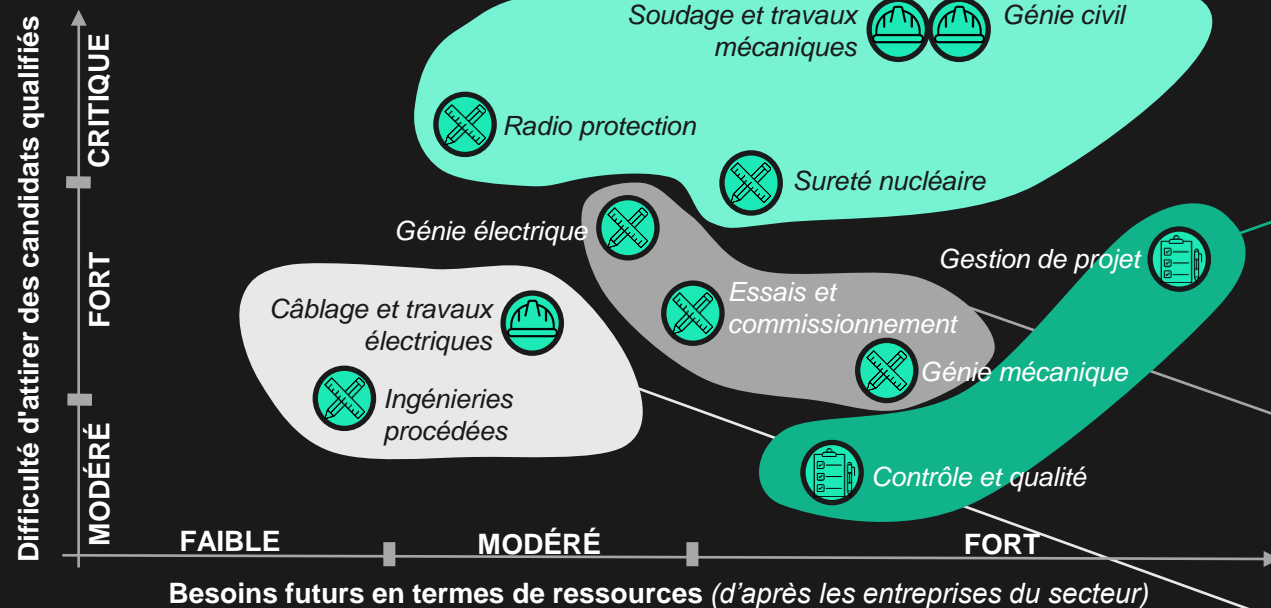 Difficulté d'attirer des candidats qualifiés
CRITIQUE
FORT
MODÉRÉ
Soudage et travaux
mécaniques
Génie civil
Radio protection
Sureté nucléaire
Génie électrique
Gestion de projet
Essais et
commissionnement
Câblage et travaux
électriques
Génie mécanique
Ingénieries
procédées
Contrôle et qualité
FAIBLE
MODÉRÉ
FORT
Besoins futurs en termes de ressources (d'après les entreprises du secteur)